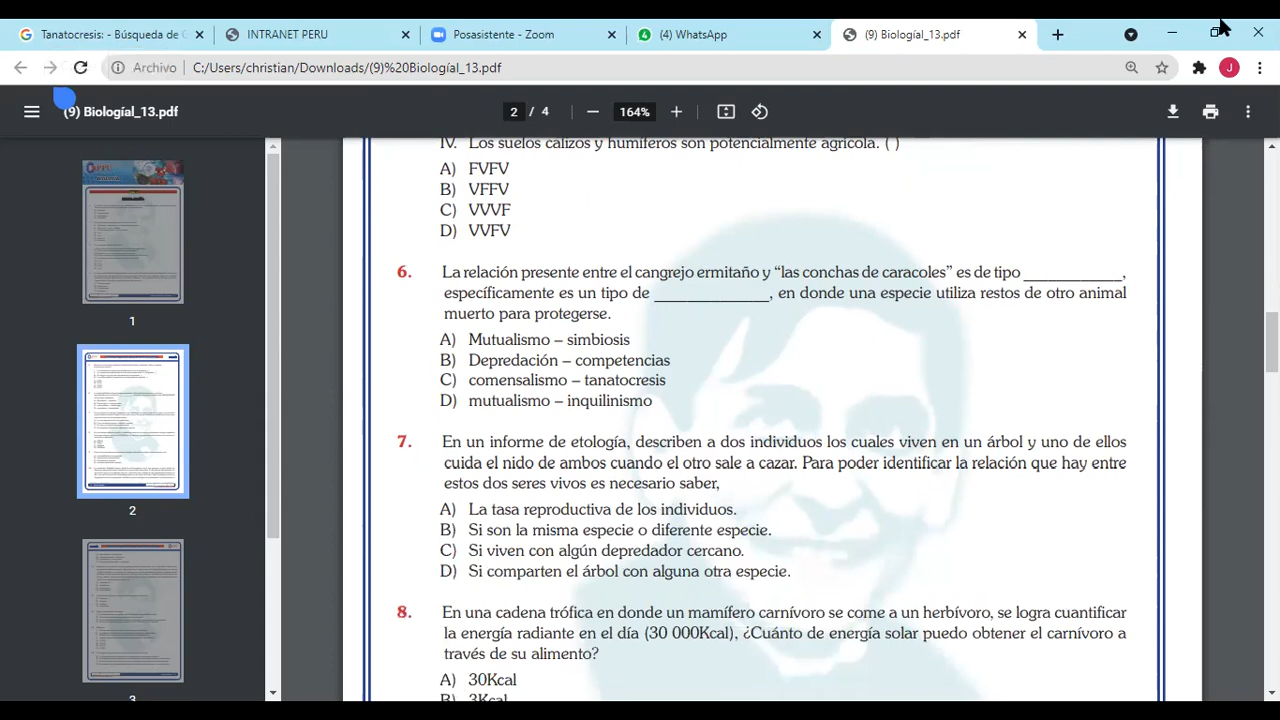 Tanatocresis: - Búsqueda de G
INTRANET PERU
Posasistente - Zoom
4
(4) WhatsApp
(9) Biologíal_13.pdf
Archivo
C:/Users/christian/Downloads/(9)%20Biologíal_13.pdf
J
(9) Biologíal_13.pdf
2 / 4
164%
1
2
3
IV. Los suelos calizos y humíferos son potencialmente agrícola. ( )
A) FVFV
B) VFFV
C) VVVF
D) VVFV
6. La relación presente entre el cangrejo ermitaño y “las conchas de caracoles” es de tipo ____________,
específicamente es un tipo de ______________, en donde una especie utiliza restos de otro animal
muerto para protegerse.
A) Mutualismo – simbiosis
B) Depredación – competencias
C) comensalismo – tanatocresis
D) mutualismo – inquilinismo
7. En un informe de etología, describen a dos individuos los cuales viven en un árbol y uno de ellos
cuida el nido de ambos cuando el otro sale a cazar. Para poder identificar la relación que hay entre
estos dos seres vivos es necesario saber,
A) La tasa reproductiva de los individuos.
B) Si son la misma especie o diferente especie.
C) Si viven con algún depredador cercano.
D) Si comparten el árbol con alguna otra especie.
8. En una cadena trófica en donde un mamífero carnívoro se come a un herbívoro, se logra cuantificar
la energía radiante en el día (30 000Kcal), ¿Cuánto de energía solar puedo obtener el carnívoro a
través de su alimento?
A) 30Kcal
B) 3Kcal